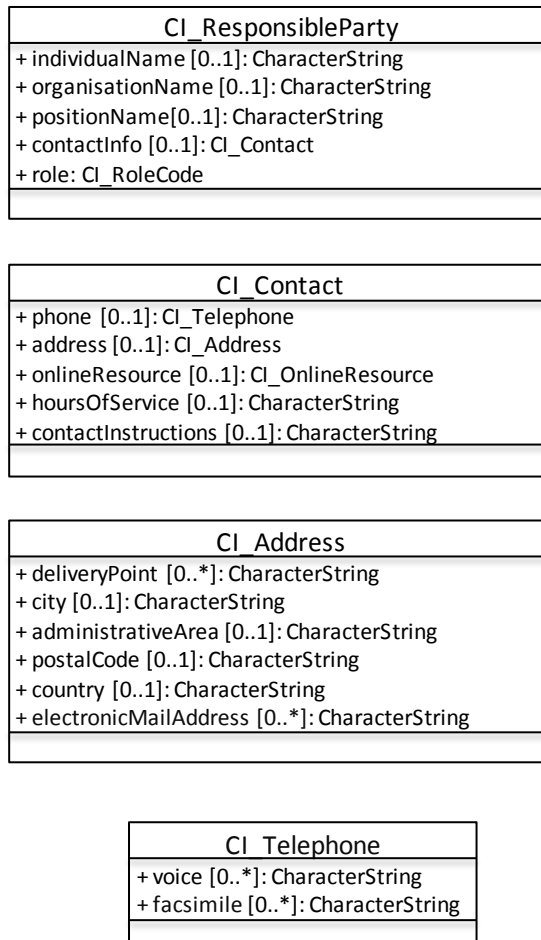 CI_ResponsibleParty
+ individualName [0..1]: CharacterString
+ organisationName [0..1]: CharacterString
+ positionName[0..1]: CharacterString
+ contactInfo [0..1]: CI_Contact
+ role: CI_RoleCode
CI_Contact
+ phone [0..1]: CI_Telephone
+ address [0..1]: CI_Address
+ onlineResource [0..1]: CI_OnlineResource
+ hoursOfService [0..1]: CharacterString
+ contactInstructions [0..1]: CharacterString
CI_Address
+ deliveryPoint [0..*]: CharacterString
+ city [0..1]: CharacterString
+ administrativeArea [0..1]: CharacterString
+ postalCode [0..1]: CharacterString
+ country [0..1]: CharacterString
+ electronicMailAddress [0..*]: CharacterString
CI_Telephone
+ voice [0..*]: CharacterString
+ facsimile [0..*]: CharacterString